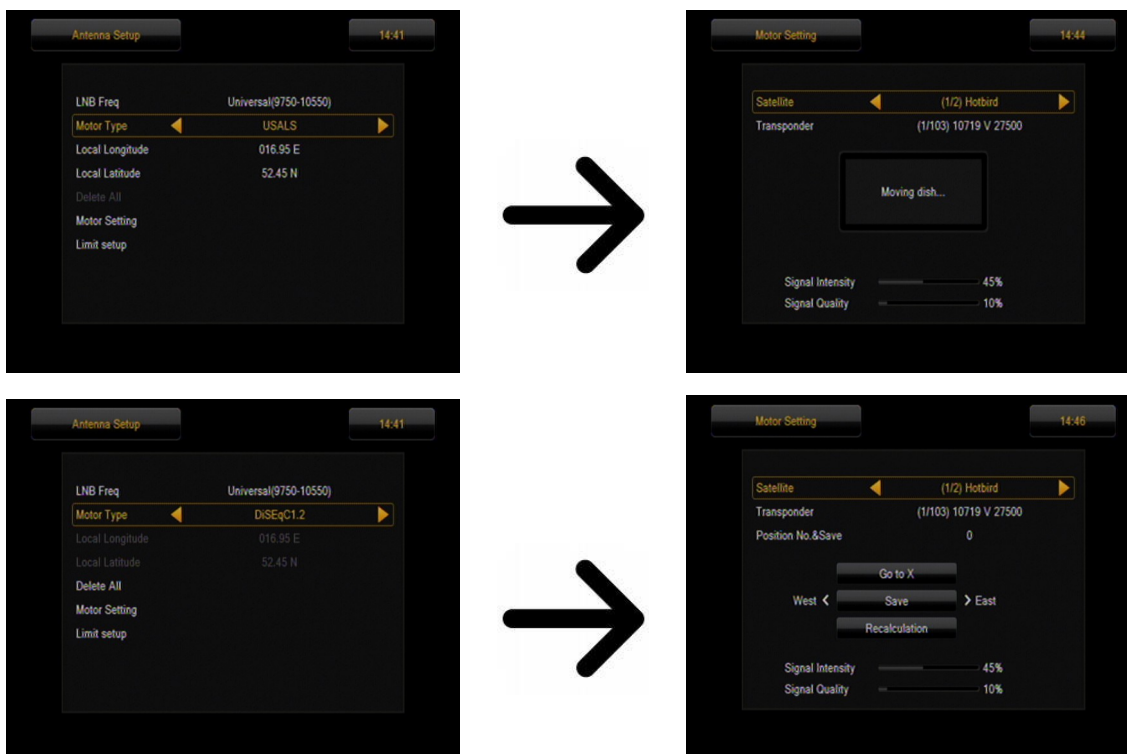 Antenna Setup 14:41
LNB Freq Universal(9750-10550)
Motor Type USALS
Local Longitude 016.95 E
Local Latitude 52.45 N
Delete All
Motor Setting
Limit setup
Motor Setting 14:44
Satellite (1/2) Hotbird
Transponder (1/103) 10719 V 27500
Moving dish...
Signal Intensity 45%
Signal Quality 10%
Antenna Setup 14:41
LNB Freq Universal(9750-10550)
Motor Type DiSEqC1.2
Local Longitude 016.95 E
Local Latitude 52.45 N
Delete All
Motor Setting
Limit setup
Motor Setting 14:46
Satellite (1/2) Hotbird
Transponder (1/103) 10719 V 27500
Position No.&Save 0
Go to X
West < Save > East
Recalculation
Signal Intensity 45%
Signal Quality 10%